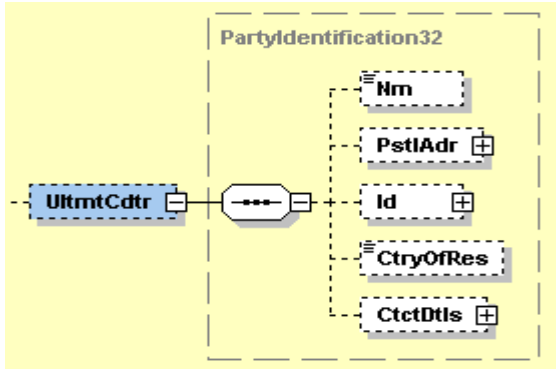 PartyIdentification32
Nm
PstlAdr
UltmtCdtr
Id
CtryOfRes
CtctDtls